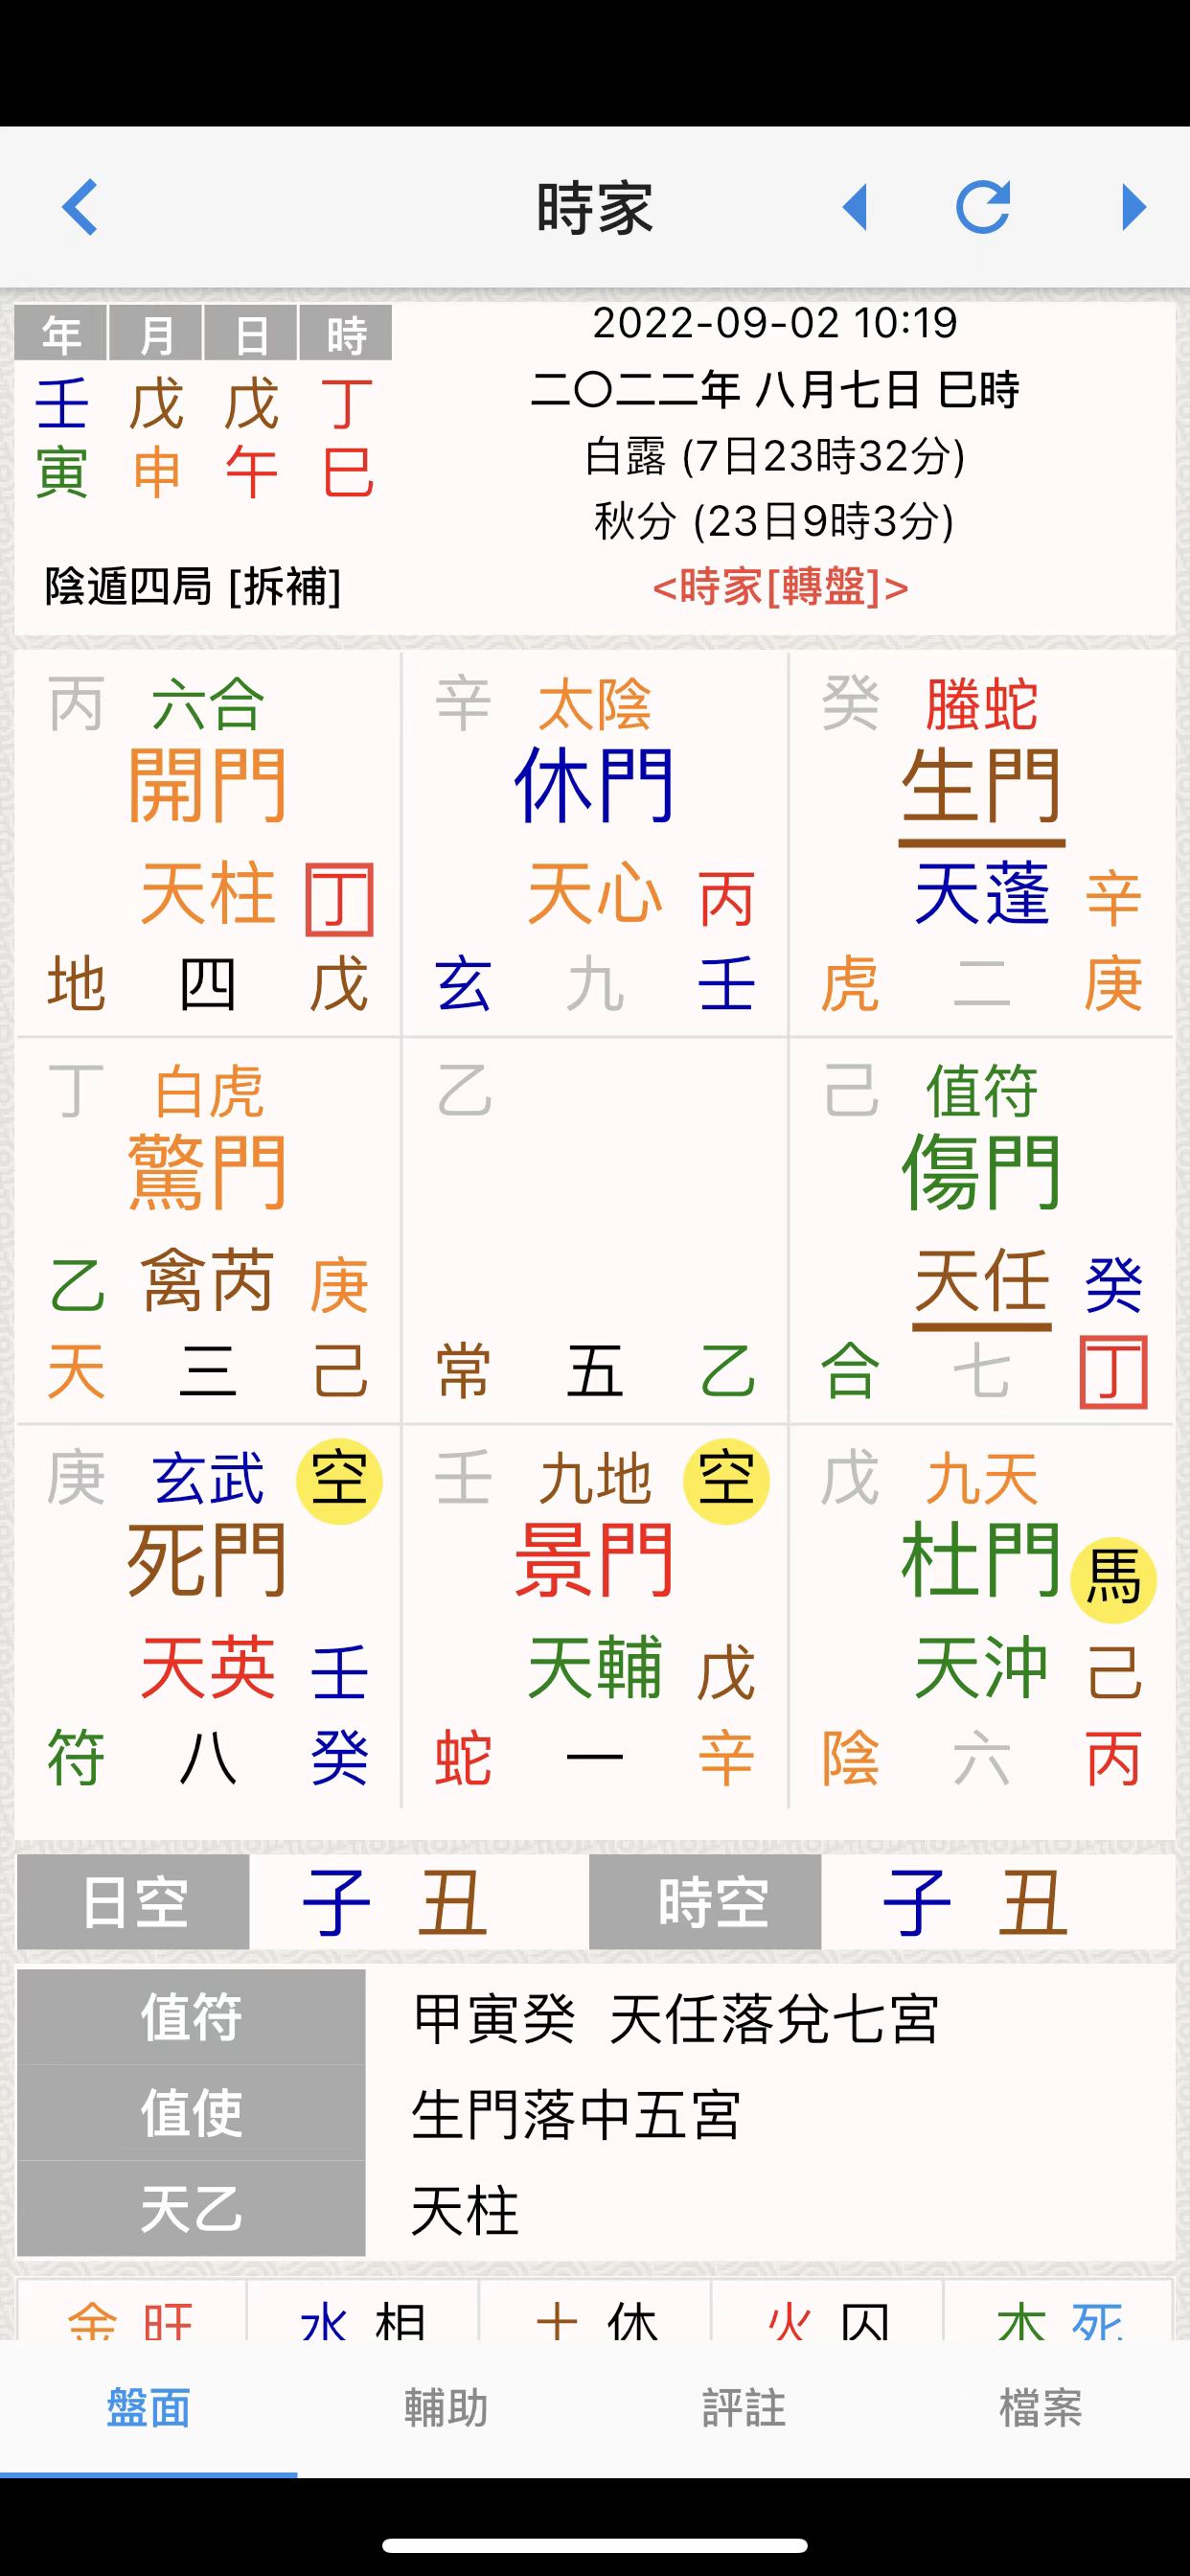 時家
年 月 日 時
壬 戊 戊 丁
寅 申 午 巳
陰遁四局 [拆補]
2022-09-02 10:19
二〇二二年 八月七日 巳時
白露 (7日23時32分)
秋分 (23日9時3分)
<時家[轉盤]>
丙 六合
開門
天柱 丁
地 四 戊
辛 太陰
休門
天心 丙
玄 九 壬
癸 螣蛇
生門
天蓬 辛
虎 二 庚
丁 白虎
驚門
乙 禽芮 庚
天 三 己
乙
常 五 乙
己 值符
傷門
天任 癸
合 七 丁
庚 玄武 空
死門
天英 壬
符 八 癸
壬 九地 空
景門
天輔 戊
蛇 一 辛
戊 九天
杜門 馬
天沖 己
陰 六 丙
日空 子 丑 時空 子 丑
值符 甲寅癸 天任落兌七宮
值使 生門落中五宮
天乙 天柱
金 旺 水 相 土 休 火 囚 木 死
盤面 輔助 評註 檔案